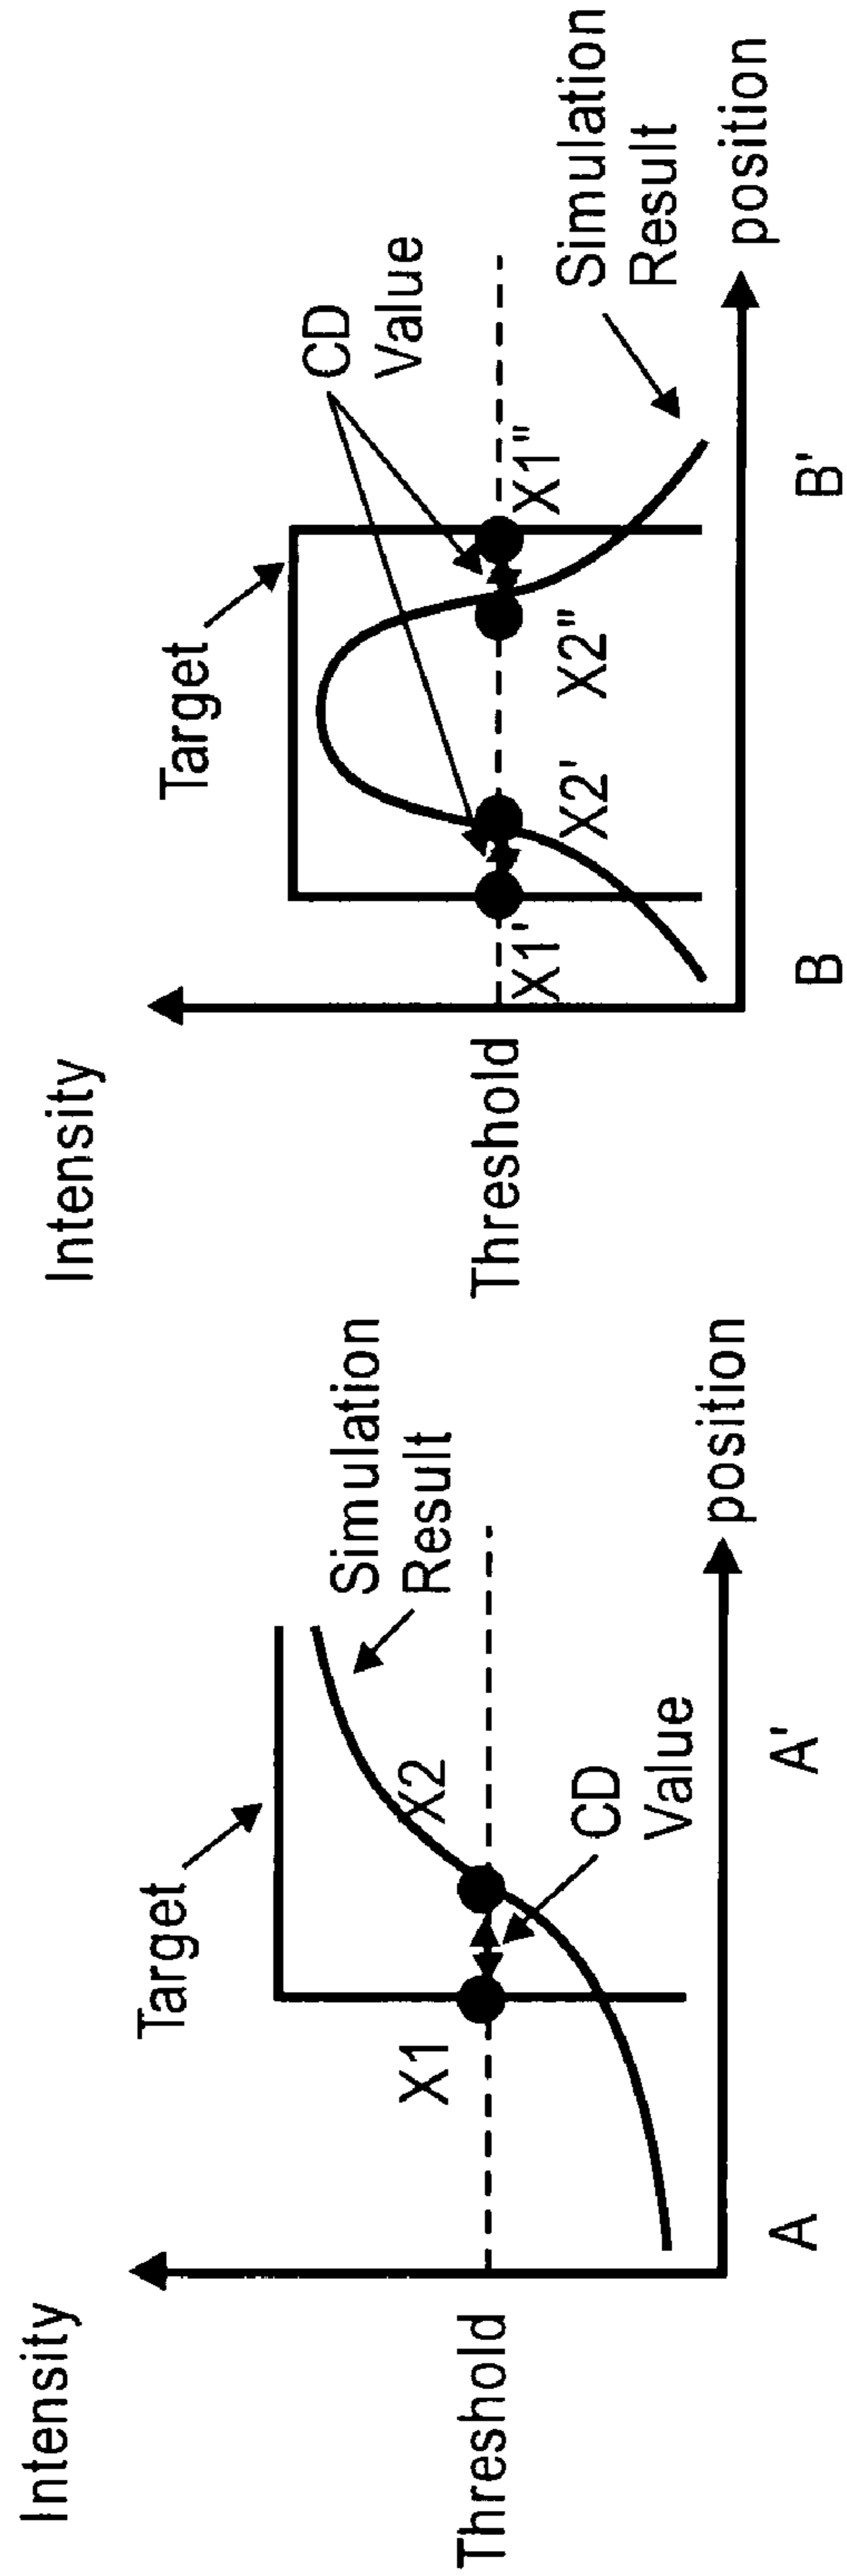 Intensity
Target
Simulation
Result
X1
X2
Threshold
CD
Value
position
A
A'
Intensity
Target
CD
Value
Threshold
X1'
X1"
X2'
X2"
Simulation
Result
position
B
B'